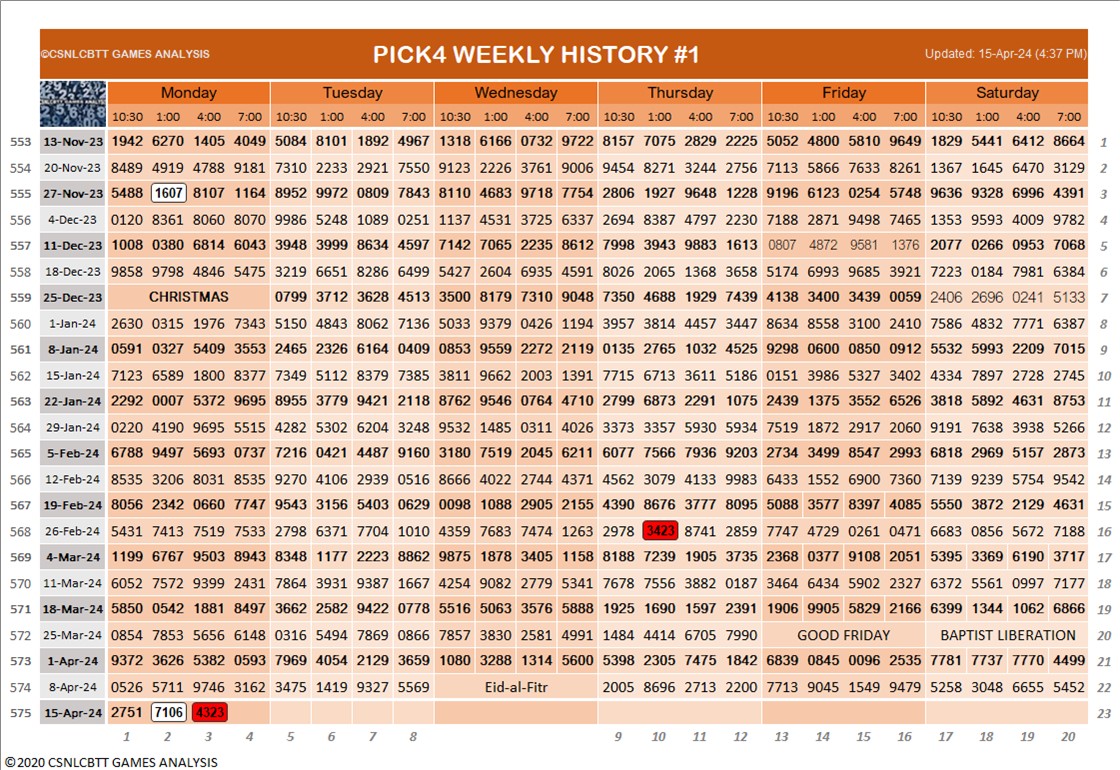 ©CSNLCBTT GAMES ANALYSIS PICK4 WEEKLY HISTORY #1 Updated: 15-Apr-24 (4:37 PM)
Monday Tuesday Wednesday Thursday Friday Saturday
10:30 1:00 4:00 7:00 10:30 1:00 4:00 7:00 10:30 1:00 4:00 7:00 10:30 1:00 4:00 7:00 10:30 1:00 4:00 7:00 10:30 1:00 4:00 7:00
553 13-Nov-23 1942 6270 1405 4049 5084 8101 1892 4967 1318 6166 0732 9722 8157 7075 2829 2225 5052 4800 5810 9649 1829 5441 6412 8664 1
554 20-Nov-23 8489 4919 4788 9181 7310 2233 2921 7550 9123 2226 3761 9006 9454 8271 3244 2756 7113 5866 7633 8261 1367 1645 6470 3129 2
555 27-Nov-23 5488 1607 8107 1164 8952 9972 0809 7843 8110 4683 9718 7754 2806 1927 9648 1228 9196 6123 0254 5748 9636 9328 6996 4391 3
556 4-Dec-23 0120 8361 8060 8070 9986 5248 1089 0251 1137 4531 3725 6337 2694 8387 4797 2230 7188 2871 9498 7465 1353 9593 4009 9782 4
557 11-Dec-23 1008 0380 6814 6043 3948 3999 8634 4597 7142 7065 2235 8612 7998 3943 9883 1613 0807 4872 9581 1376 2077 0266 0953 7068 5
558 18-Dec-23 9858 9798 4846 5475 3219 6651 8286 6499 5427 2604 6935 4591 8026 2065 1368 3658 5174 6993 9685 3921 7223 0184 7981 6384 6
559 25-Dec-23 CHRISTMAS 0799 3712 3628 4513 3500 8179 7310 9048 7350 4688 1929 7439 4138 3400 3439 0059 2406 2696 0241 5133 7
560 1-Jan-24 2630 0315 1976 7343 5150 4843 8062 7136 5033 9379 0426 1194 3957 3814 4457 3447 8634 8558 3100 2410 7586 4832 7771 6387 8
561 8-Jan-24 0591 0327 5409 3553 2465 2326 6164 0409 0853 9559 2272 2119 0135 2765 1032 4525 9298 0600 0850 0912 5532 5993 2209 7015 9
562 15-Jan-24 7123 6589 1800 8377 7349 5112 8379 7385 3811 9662 2003 1391 7715 6713 3611 5186 0151 3986 5327 3402 4334 7897 2728 2745 10
563 22-Jan-24 2292 0007 5372 9695 8955 3779 9421 2118 8762 9546 0764 4710 2799 6873 2291 1075 2439 1375 3552 6526 3818 5892 4631 8753 11
564 29-Jan-24 0220 4190 9695 5515 4282 5302 6204 3248 9532 1485 0311 4026 3373 3357 5930 5934 7519 1872 2917 2060 9191 7638 3938 5266 12
565 5-Feb-24 6788 9497 5693 0737 7216 0421 4487 9160 3180 7519 2045 6211 6077 7566 7936 9203 2734 3499 8547 2993 6818 2969 5157 2873 13
566 12-Feb-24 8535 3206 8031 8535 9270 4106 2939 0516 8666 4022 2744 4371 4562 3079 4133 9983 6433 1552 6900 7360 7139 9239 5754 9542 14
567 19-Feb-24 8056 2342 0660 7747 9543 3156 5403 0629 0098 1088 2905 2155 4390 8676 3777 8095 5088 3577 8397 4085 5550 3872 2129 4631 15
568 26-Feb-24 5431 7413 7519 7533 2798 6371 7704 1010 4359 7683 7474 1263 2978 3423 8741 2859 7747 4729 0261 0471 6683 0856 5672 7188 16
569 4-Mar-24 1199 6767 9503 8943 8348 1177 2223 8862 9875 1878 3405 1158 8188 7239 1905 3735 2368 0377 9108 2051 5395 3369 6190 3717 17
570 11-Mar-24 6052 7572 9399 2431 7864 3931 9387 1667 4254 9082 2779 5341 7678 7556 3882 0187 3464 6434 5902 2327 6372 5561 0997 7177 18
571 18-Mar-24 5850 0542 1881 8497 3662 2582 9422 0778 5516 5063 3576 5888 1925 1690 1597 2391 1906 9905 5829 2166 6399 1344 1062 6866 19
572 25-Mar-24 0854 7853 5656 6148 0316 5494 7869 0866 7857 3830 2581 4991 1484 4414 6705 7990 GOOD FRIDAY BAPTIST LIBERATION 20
573 1-Apr-24 9372 3626 5382 0593 7969 4054 2129 3659 1080 3288 1314 5600 5398 2305 7475 1842 6839 0845 0096 2535 7781 7737 7770 4499 21
574 8-Apr-24 0526 5711 9746 3162 3475 1419 9327 5569 Eid-al-Fitr 2005 8696 2713 2200 7713 9045 1549 9479 5258 3048 6655 5452 22
575 15-Apr-24 2751 7106 4323 23
1 2 3 4 5 6 7 8 9 10 11 12 13 14 15 16 17 18 19 20
©2020 CSNLCBTT GAMES ANALYSIS